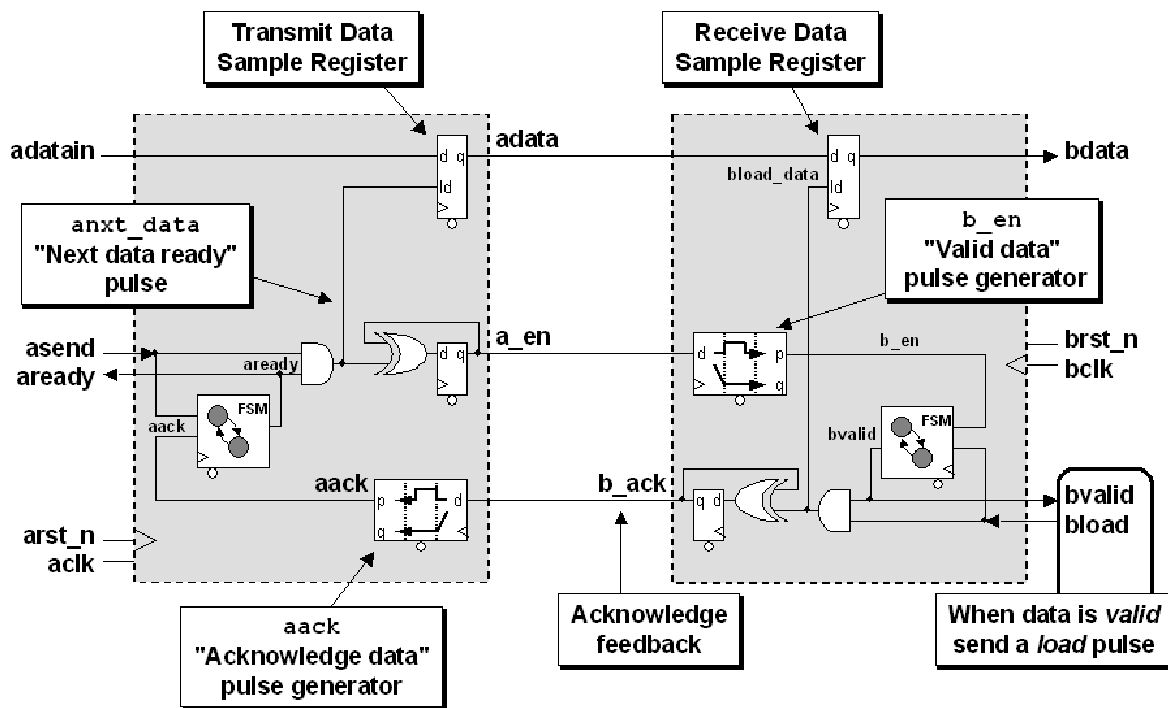 Transmit Data
Sample Register
Receive Data
Sample Register
adatain
d q
ld
adata
bload_data
d q
ld
bdata
anxt_data
"Next data ready"
pulse
b_en
"Valid data"
pulse generator
asend
aready
aready
d q
a_en
d p
q
b_en
brst_n
bclk
aack
FSM
bvalid
FSM
aack
p d
q
b_ack
q d
bvalid
bload
arst_n
aclk
aack
"Acknowledge data"
pulse generator
Acknowledge
feedback
When data is valid
send a load pulse